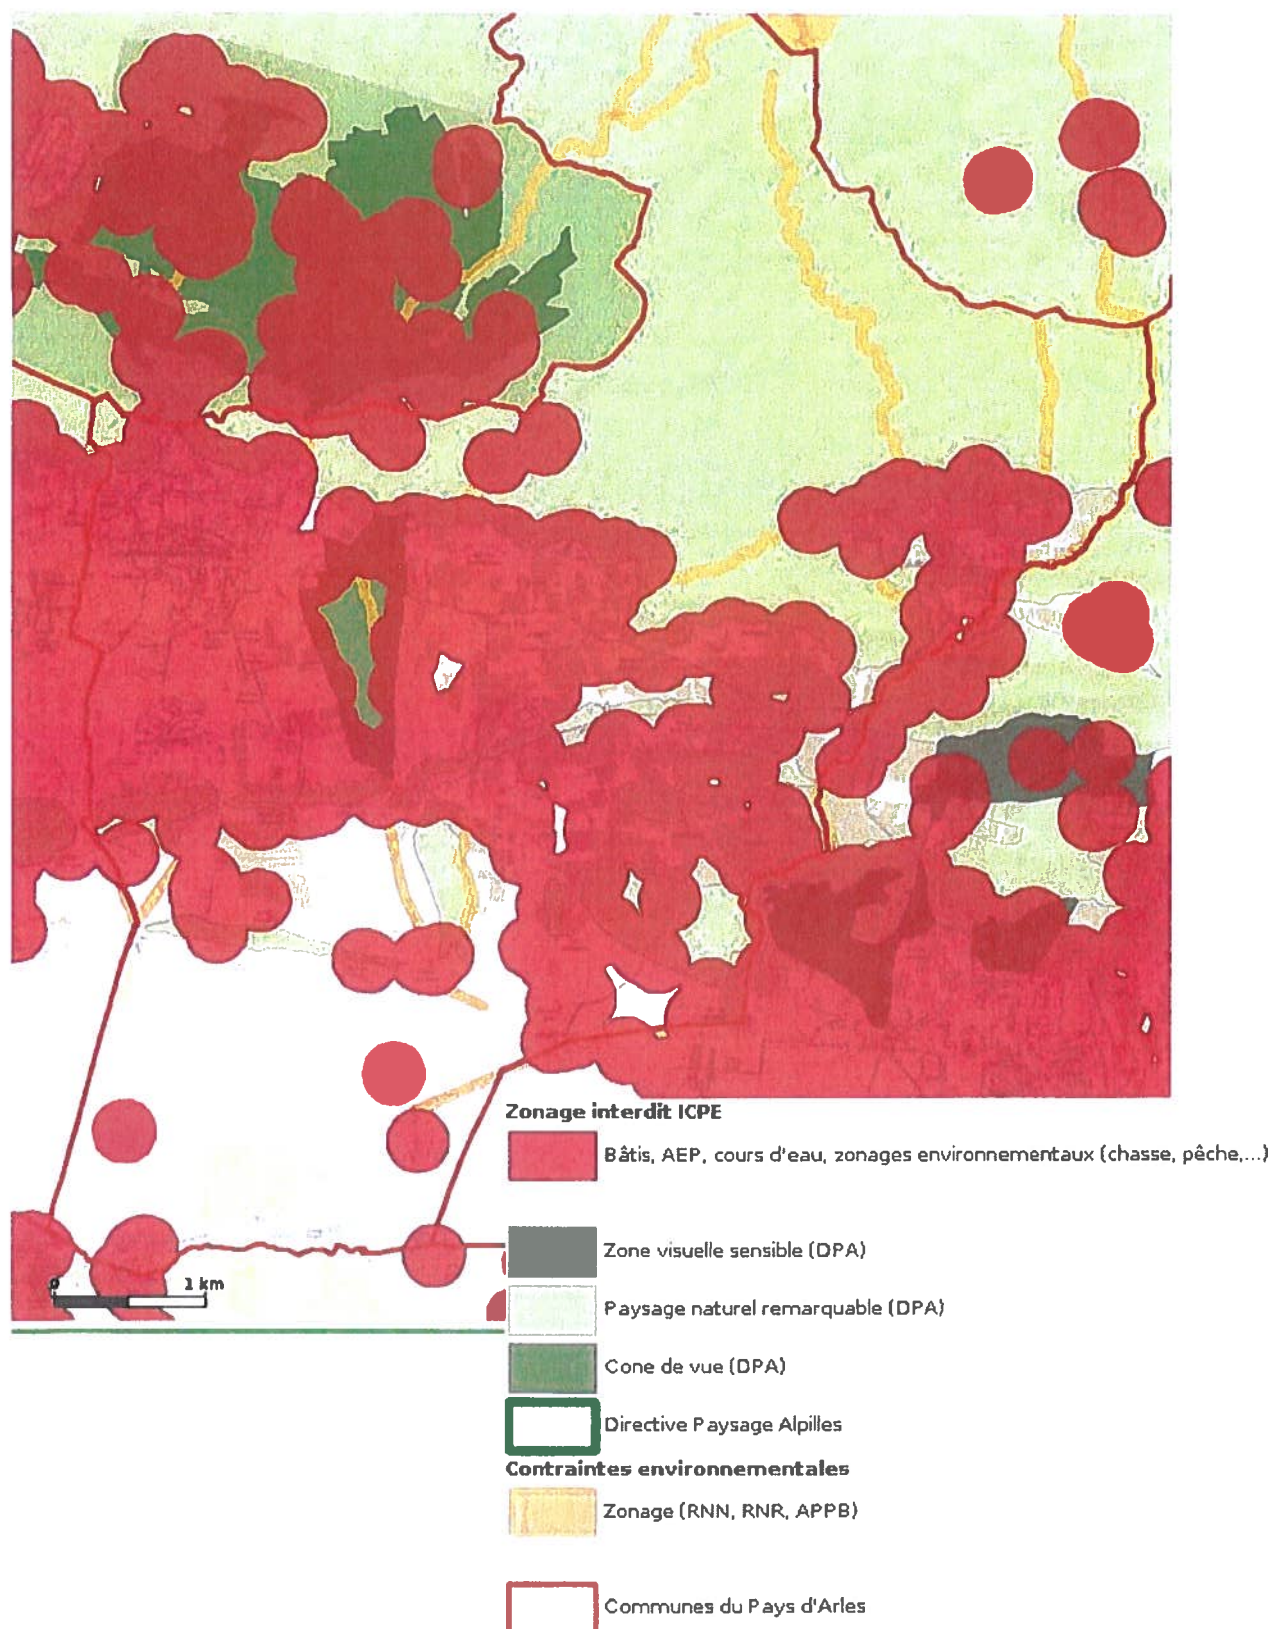 Zonage interdit ICPE
Bâtis, AEP, cours d'eau, zonages environnementaux (chasse, pêche,...)
Zone visuelle sensible (DPA)
0 1 km
Paysage naturel remarquable (DPA)
Cone de vue (DPA)
Directive Paysage Alpilles
Contraintes environnementales
Zonage (RNN, RNR, APPB)
Communes du Pays d'Arles